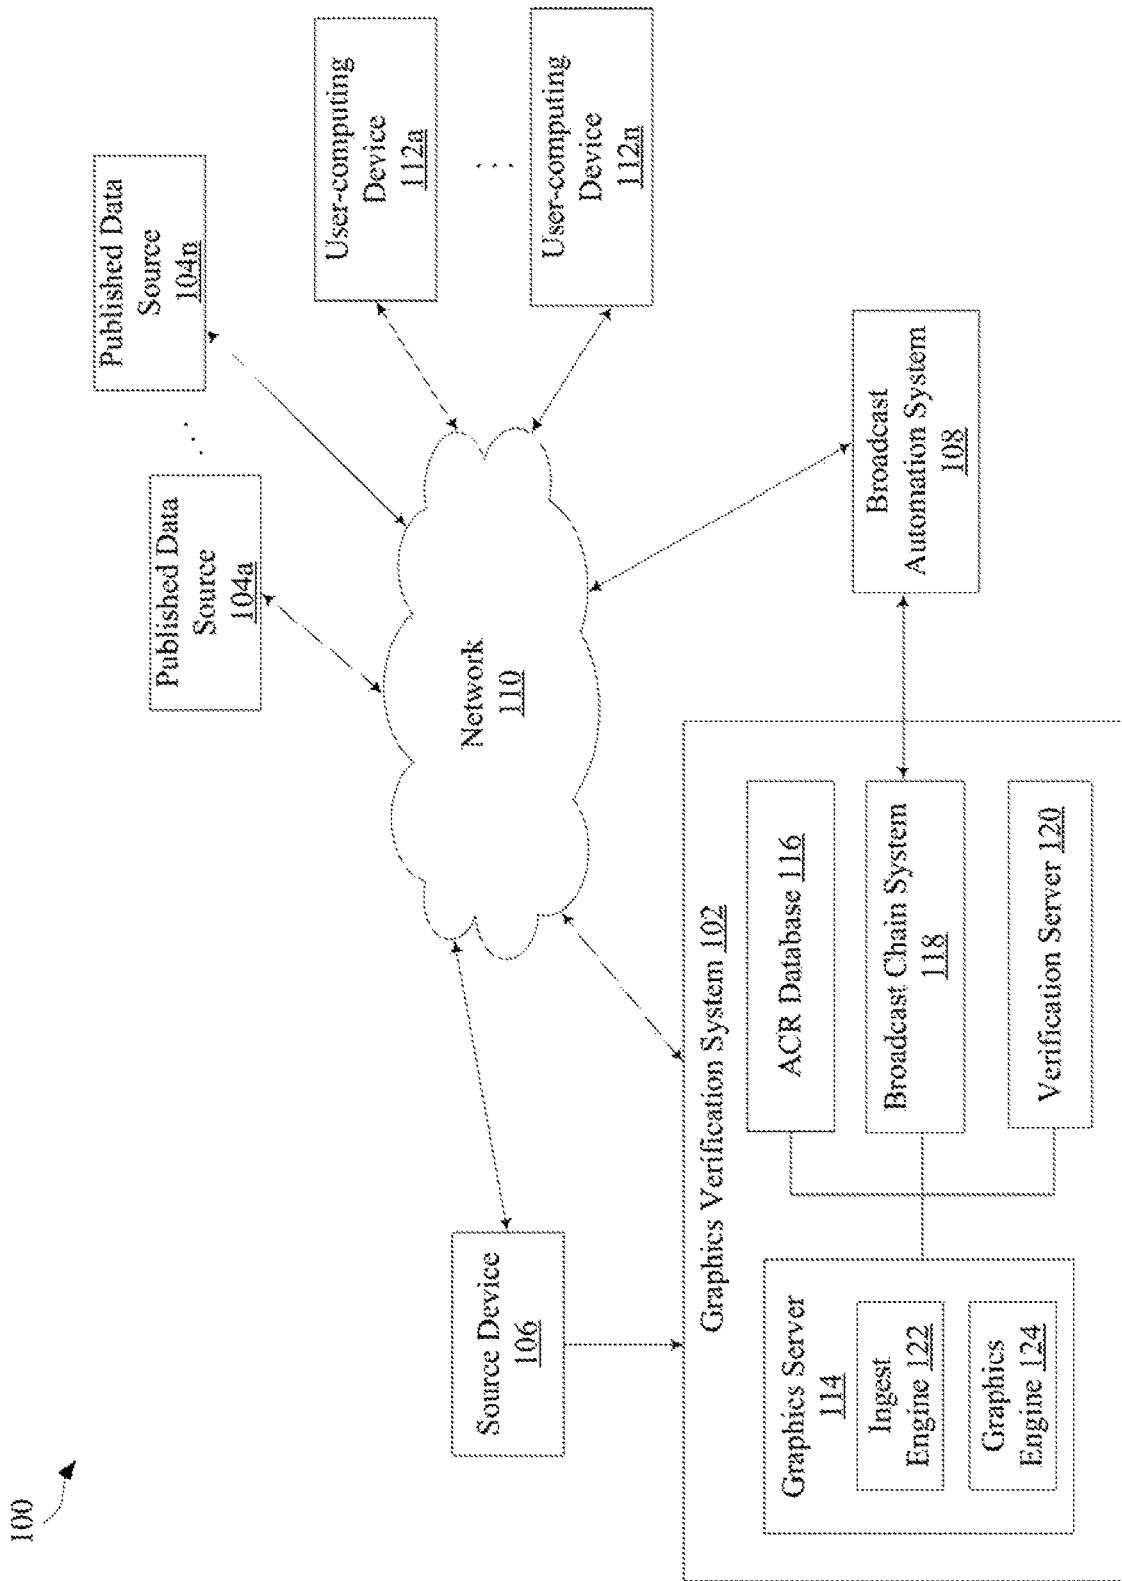 100
Published Data
Source
104a
. . .
Published Data
Source
104n
User-computing
Device
112a
. . .
User-computing
Device
112n
Source Device
106
Network
110
Graphics Verification System 102
Graphics Server
114
Ingest
Engine 122
Graphics
Engine 124
ACR Database 116
Broadcast Chain System
118
Verification Server 120
Broadcast
Automation System
108